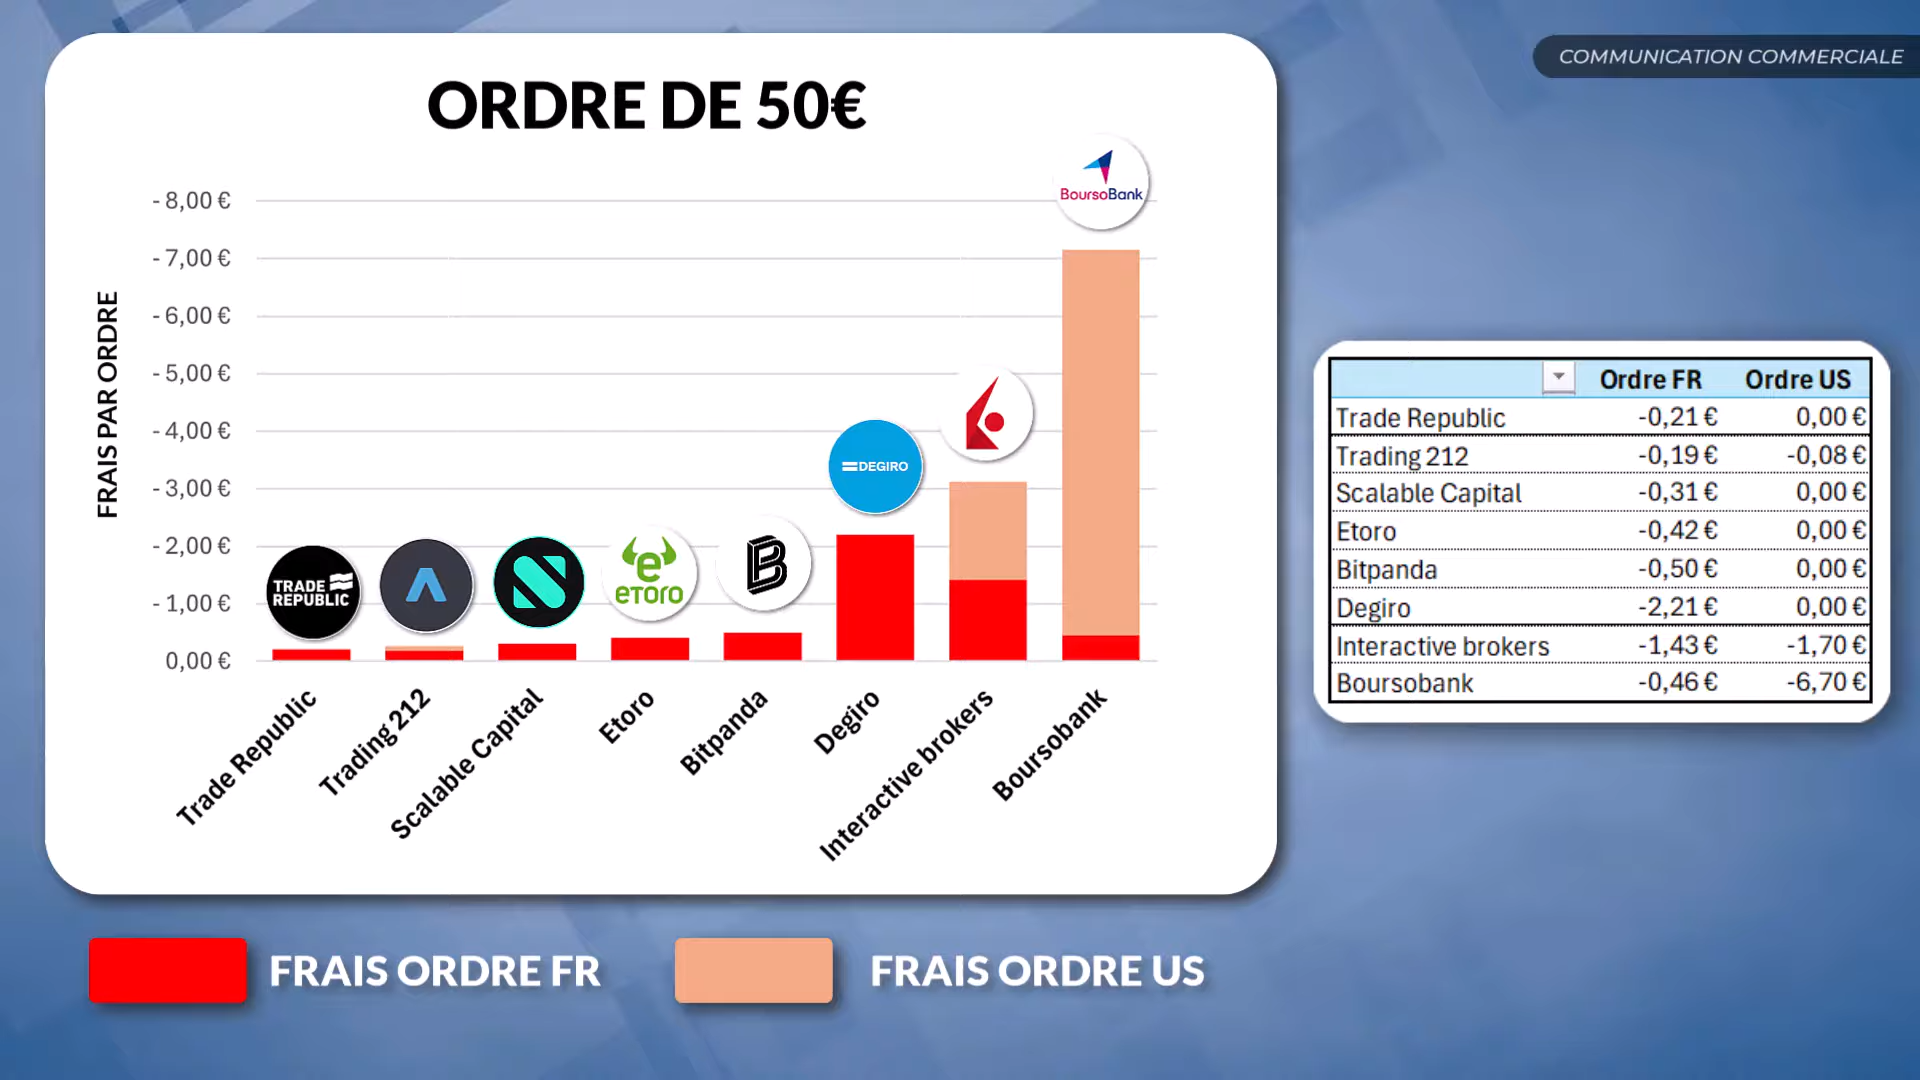 COMMUNICATION COMMERCIALE
ORDRE DE 50€
FRAIS PAR ORDRE
- 8,00 €
- 7,00 €
- 6,00 €
- 5,00 €
- 4,00 €
- 3,00 €
- 2,00 €
- 1,00 €
0,00 €
TRADE
REPUBLIC
eToro
DEGIRO
BoursoBank
Trade Republic
Trading 212
Scalable Capital
Etoro
Bitpanda
Degiro
Interactive brokers
Boursobank
Ordre FR Ordre US
Trade Republic -0,21 € 0,00 €
Trading 212 -0,19 € -0,08 €
Scalable Capital -0,31 € 0,00 €
Etoro -0,42 € 0,00 €
Bitpanda -0,50 € 0,00 €
Degiro -2,21 € 0,00 €
Interactive brokers -1,43 € -1,70 €
Boursobank -0,46 € -6,70 €
FRAIS ORDRE FR
FRAIS ORDRE US